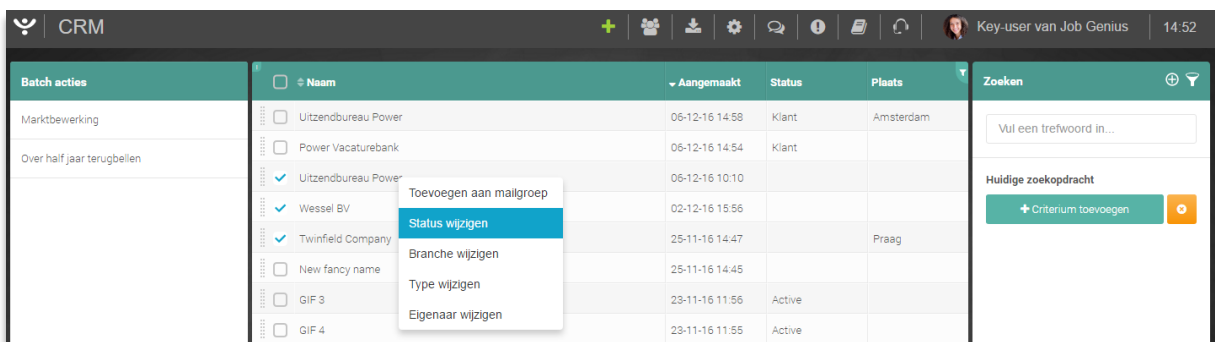 CRM
Key-user van Job Genius
14:52
Batch acties
Marktbewerking
Over half jaar terugbellen
Naam Aangemaakt Status Plaats
Uitzendbureau Power 06-12-16 14:58 Klant Amsterdam
Power Vacaturebank 06-12-16 14:54 Klant
Uitzendbureau Power 06-12-16 10:10
Wessel BV 02-12-16 15:56
Twinfield Company 25-11-16 14:47 Praag
New fancy name 25-11-16 14:45
GIF 3 23-11-16 11:56 Active
GIF 4 23-11-16 11:55 Active
Toevoegen aan mailgroep
Status wijzigen
Branche wijzigen
Type wijzigen
Eigenaar wijzigen
Zoeken
Vul een trefwoord in...
Huidige zoekopdracht
+ Criterium toevoegen